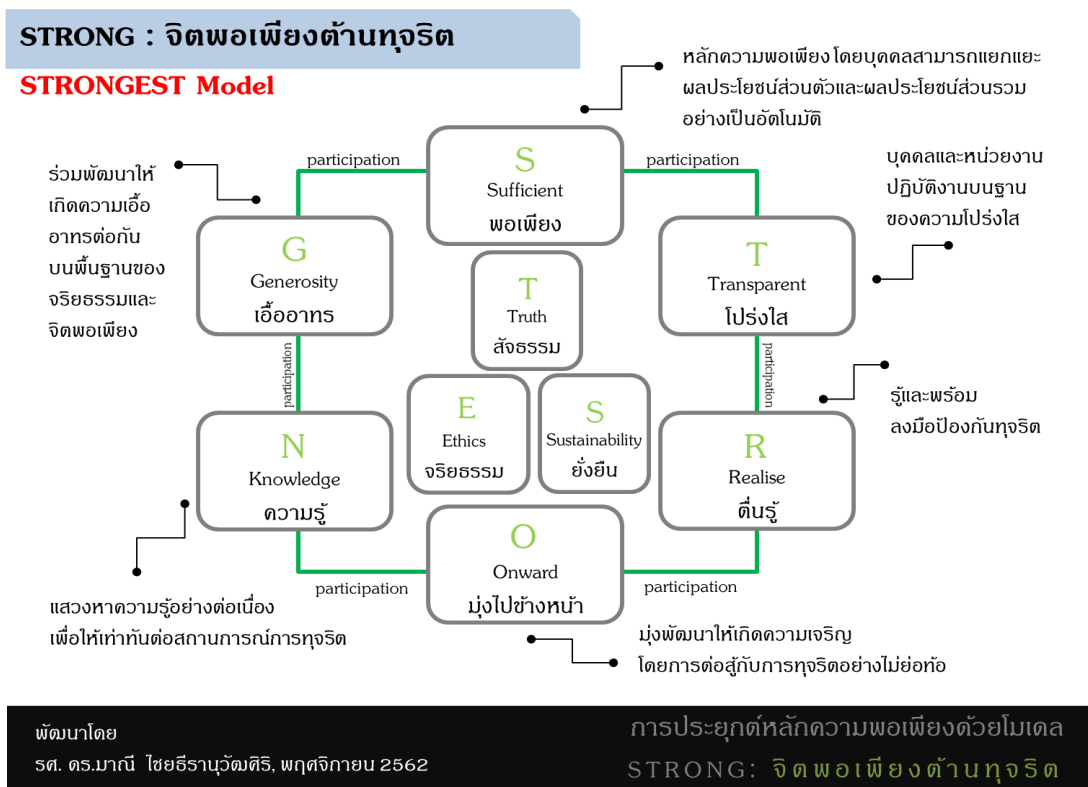 STRONG : จิตพอเพียงต้านทุจริต
STRONGEST Model
หลักความพอเพียง โดยบุคคลสามารถแยกแยะ
ผลประโยชน์ส่วนตัวและผลประโยชน์ส่วนรวม
อย่างเป็นอัตโนมัติ
participation
S
Sufficient
พอเพียง
participation
บุคคลและหน่วยงาน
ปฏิบัติงานบนฐาน
ของความโปร่งใส
ร่วมพัฒนาให้
เกิดความเอื้อ
อาทรต่อกัน
บนพื้นฐานของ
จริยธรรมและ
จิตพอเพียง
G
Generosity
เอื้ออาทร
T
Truth
สัจธรรม
T
Transparent
โปร่งใส
participation
participation
รู้และพร้อม
ลงมือป้องกันทุจริต
N
Knowledge
ความรู้
E
Ethics
จริยธรรม
S
Sustainability
ยั่งยืน
R
Realise
ตื่นรู้
participation
O
Onward
มุ่งไปข้างหน้า
participation
แสวงหาความรู้อย่างต่อเนื่อง
เพื่อให้เท่าทันต่อสถานการณ์การทุจริต
มุ่งพัฒนาให้เกิดความเจริญ
โดยการต่อสู้กับการทุจริตอย่างไม่ย่อท้อ
พัฒนาโดย
รศ. ดร.มาณี ไชยธีรานุวัฒศิริ, พฤศจิกายน 2562
การประยุกต์หลักความพอเพียงด้วยโมเดล
STRONG: จิตพอเพียงต้านทุจริต